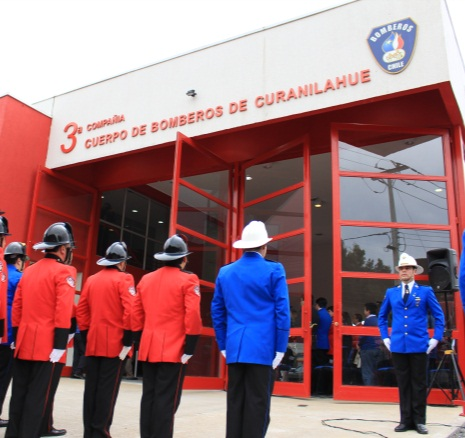 3ª COMPAÑIA
CUERPO DE BOMBEROS DE CURANILAHUE
BOMBEROS
CHILE